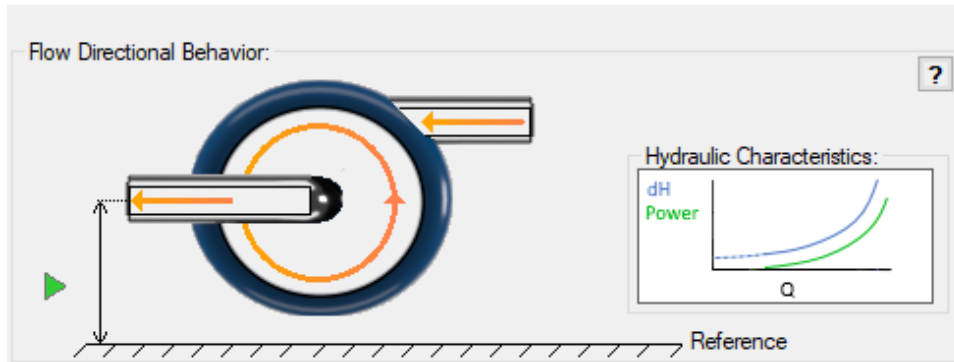 Flow Directional Behavior:
?
Hydraulic Characteristics:
dH
Power
Q
Reference